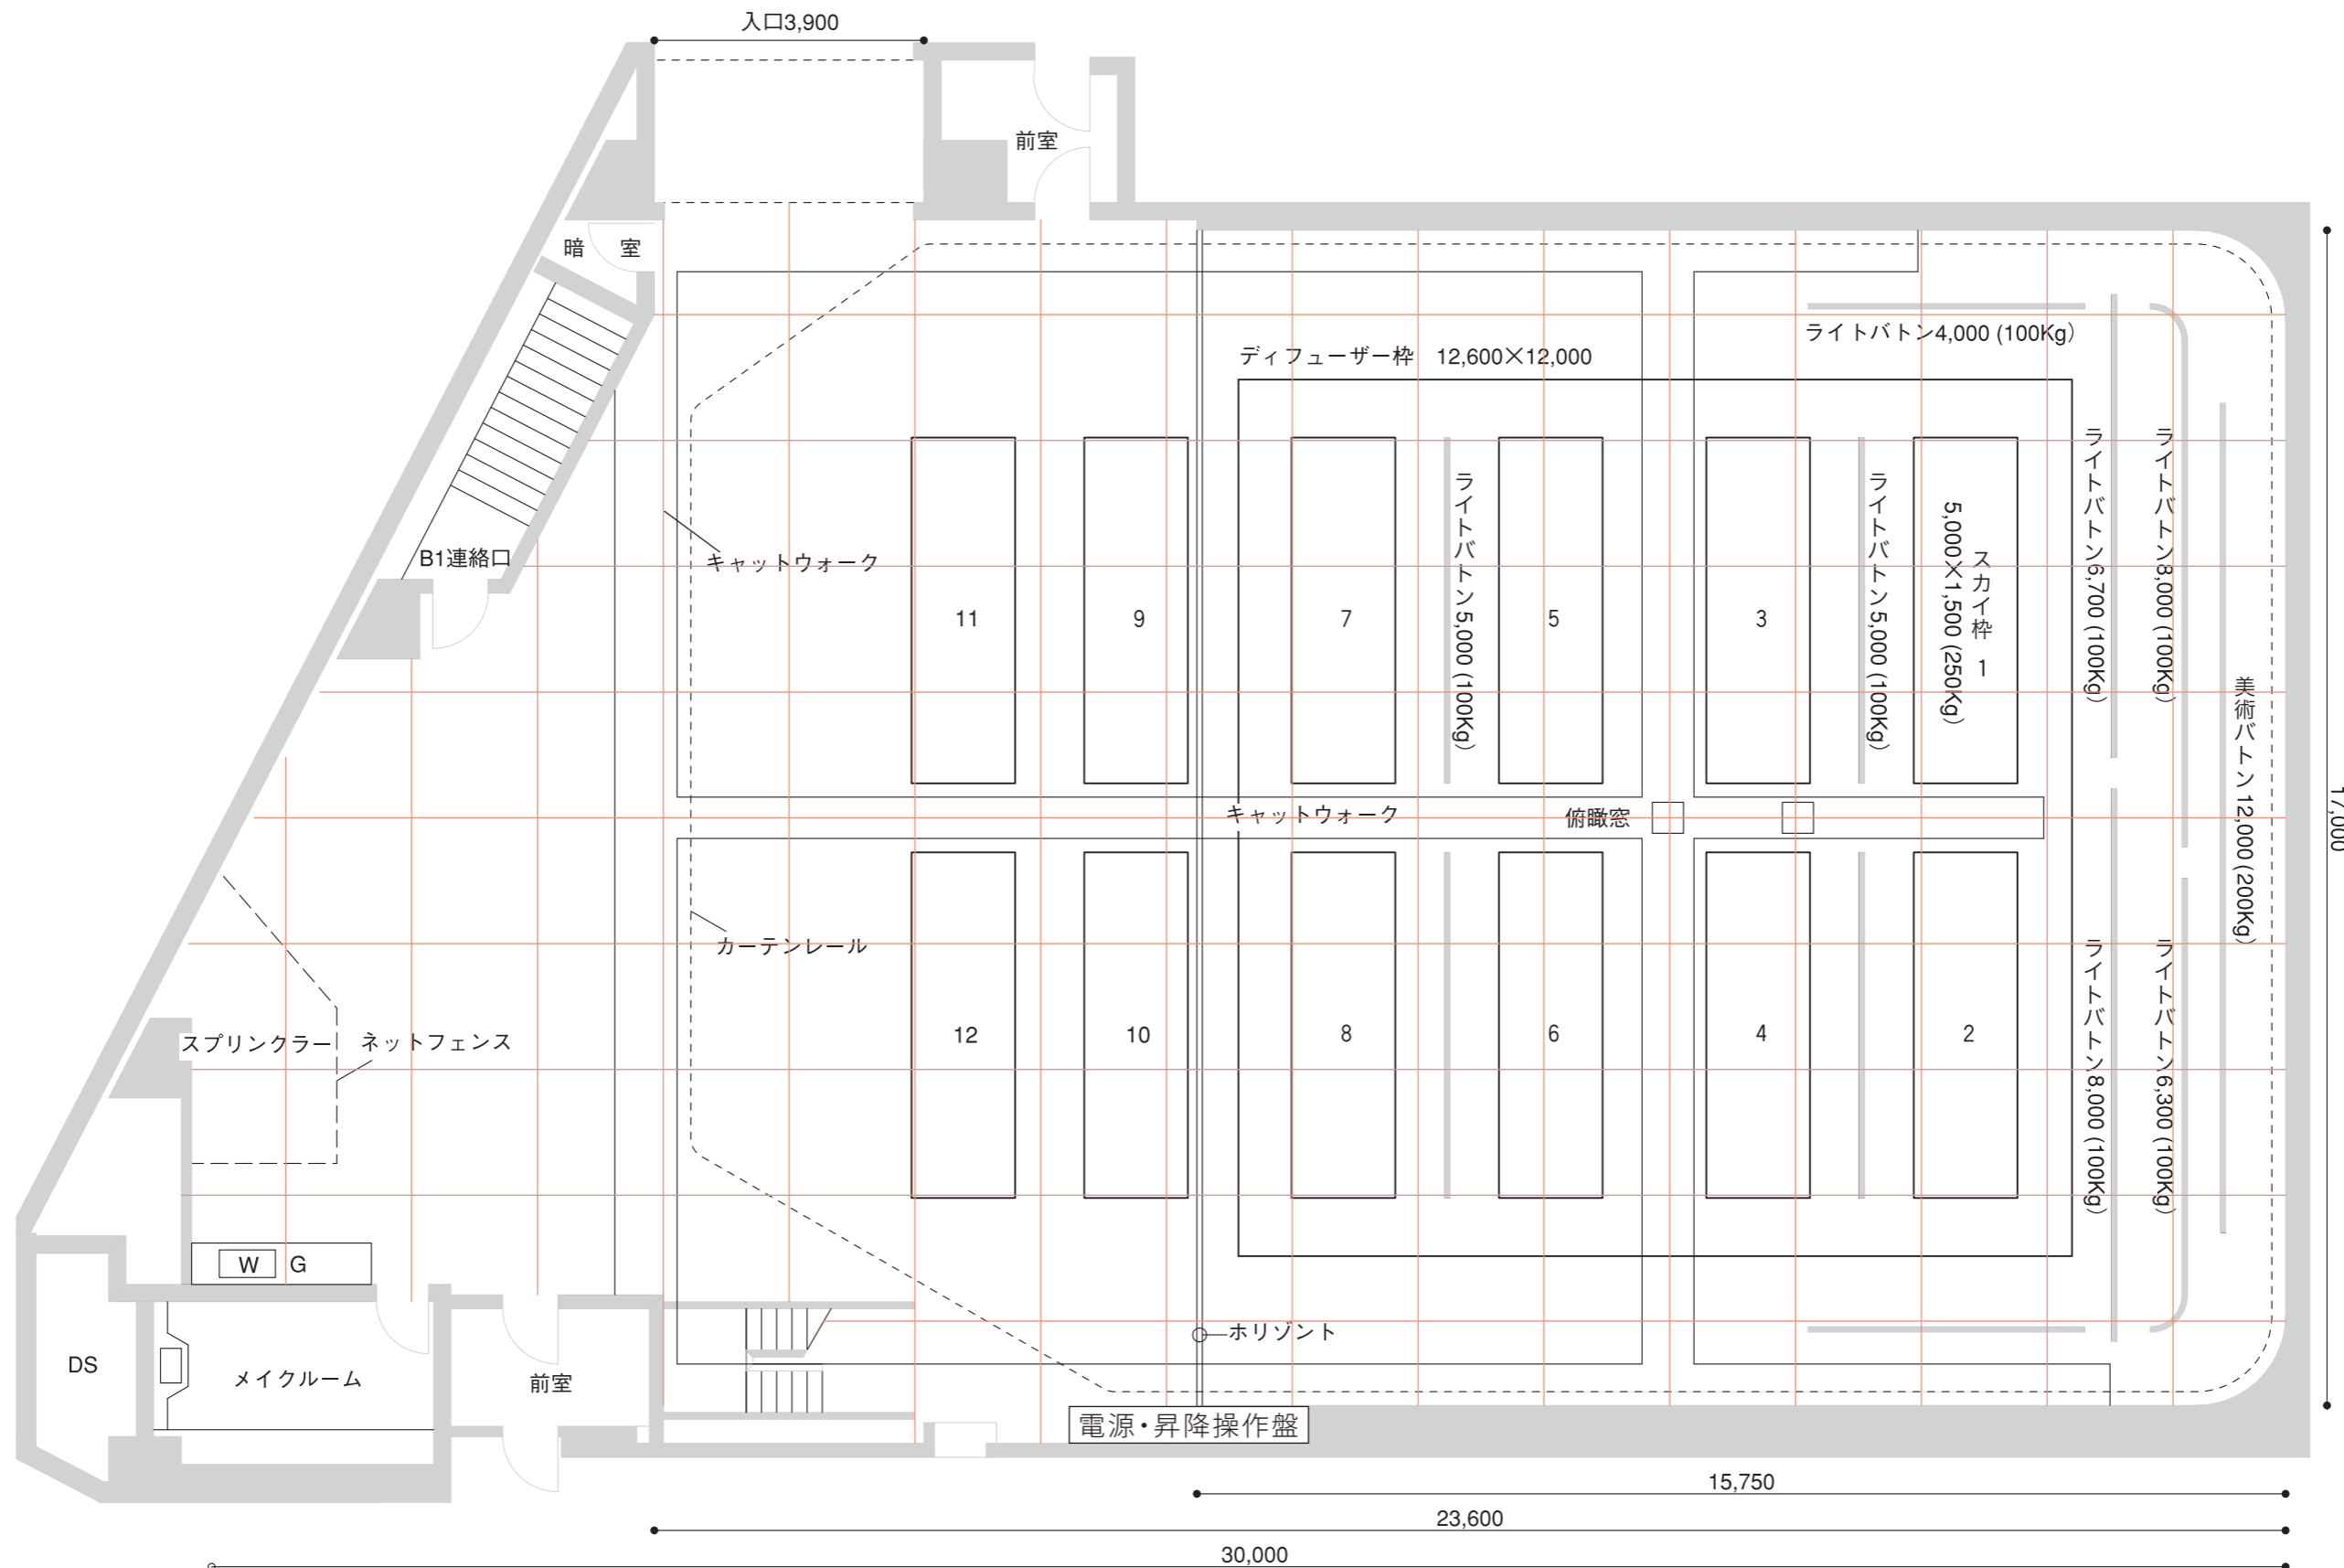 入口3,900
前室
暗 室
ライトバトン4,000 (100Kg)
ディフューザー枠 12,600×12,000
B1連絡口
キャットウォーク
11
9
7
ライトバトン5,000 (100Kg)
5
3
ライトバトン5,000 (100Kg)
スカイ枠 1
5,000×1,500 (250Kg)
ライトバトン6,700 (100Kg)
ライトバトン8,000 (100Kg)
美術バトン12,000 (200Kg)
17,000
キャットウォーク
俯瞰窓
カーテンレール
スプリンクラー
ネットフェンス
12
10
8
6
4
2
ライトバトン8,000 (100Kg)
ライトバトン6,300 (100Kg)
W G
ホリゾント
DS
メイクルーム
前室
電源・昇降操作盤
15,750
23,600
30,000